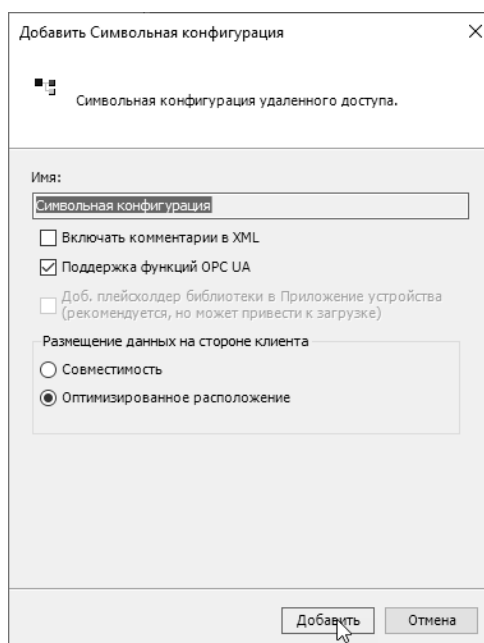 Добавить Символьная конфигурация
Символьная конфигурация удаленного доступа.
Имя:
Символьная конфигурация
Включать комментарии в XML
Поддержка функций OPC UA
Доб. плейсхолдер библиотеки в Приложение устройства
(рекомендуется, но может привести к загрузке)
Размещение данных на стороне клиента
Совместимость
Оптимизированное расположение
Добавить Отмена